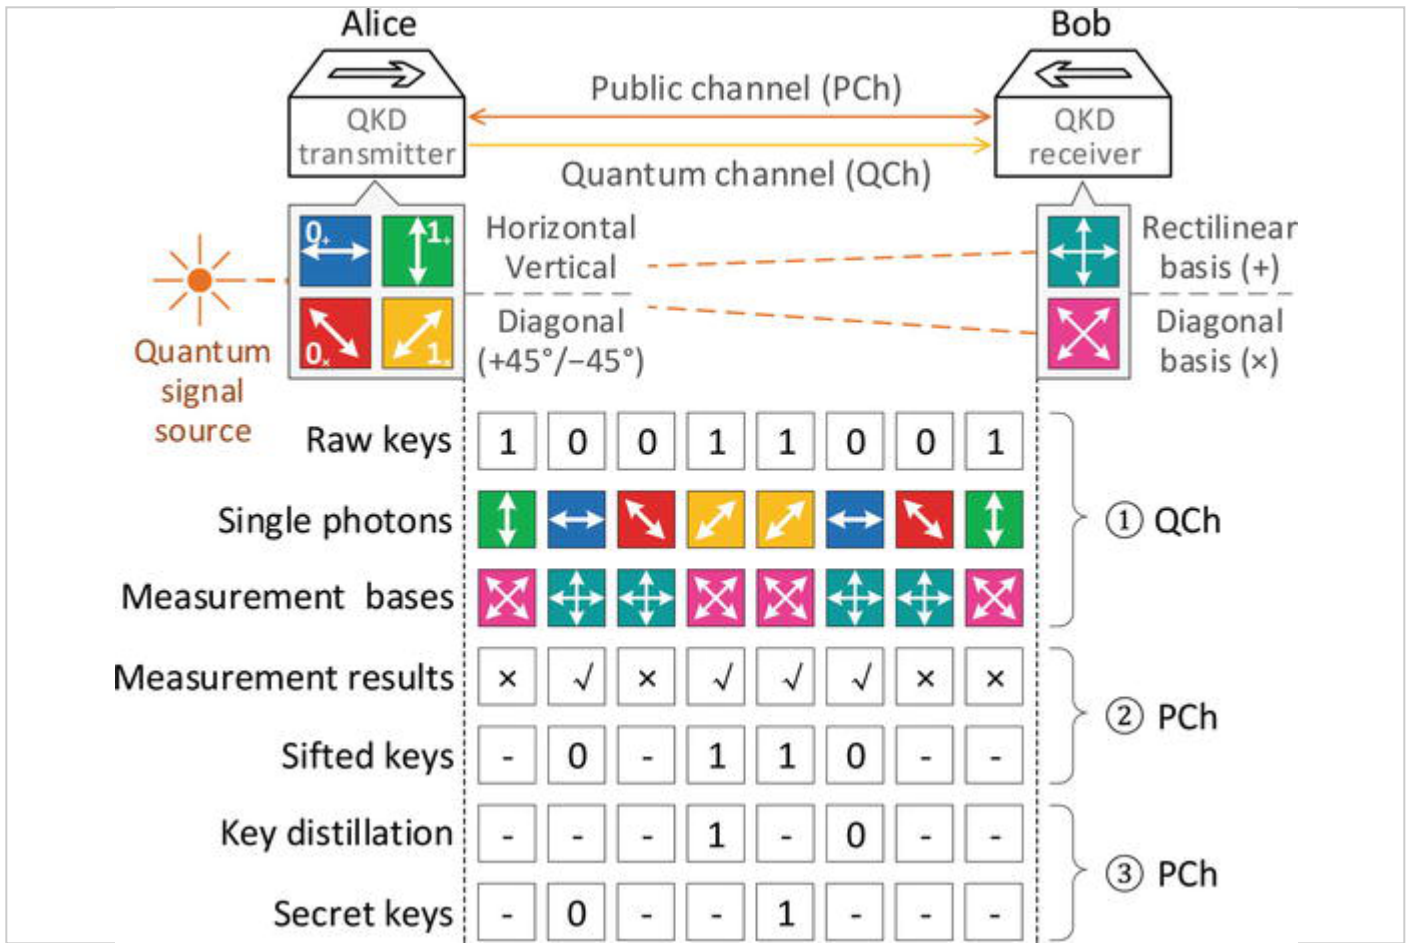 Alice
Bob
QKD
transmitter
Public channel (PCh)
Quantum channel (QCh)
QKD
receiver
0+
1+
0×
1×
Horizontal
Vertical
Diagonal
(+45°/−45°)
Rectilinear
basis (+)
Diagonal
basis (×)
Quantum
signal
source
Raw keys 1 0 0 1 1 0 0 1
Single photons
Measurement bases
① QCh
Measurement results × √ × √ √ √ × ×
Sifted keys - 0 - 1 1 0 - -
② PCh
Key distillation - - - 1 - 0 - -
Secret keys - 0 - - 1 - - -
③ PCh